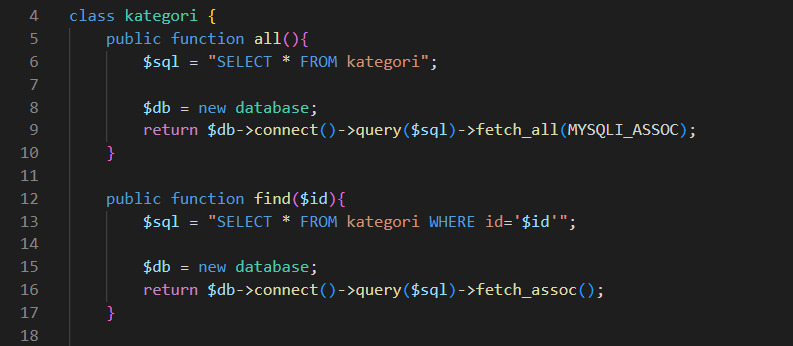 4 class kategori {
5 public function all(){
6 $sql = "SELECT * FROM kategori";
7
8 $db = new database;
9 return $db->connect()->query($sql)->fetch_all(MYSQLI_ASSOC);
10 }
11
12 public function find($id){
13 $sql = "SELECT * FROM kategori WHERE id='$id'";
14
15 $db = new database;
16 return $db->connect()->query($sql)->fetch_assoc();
17 }
18